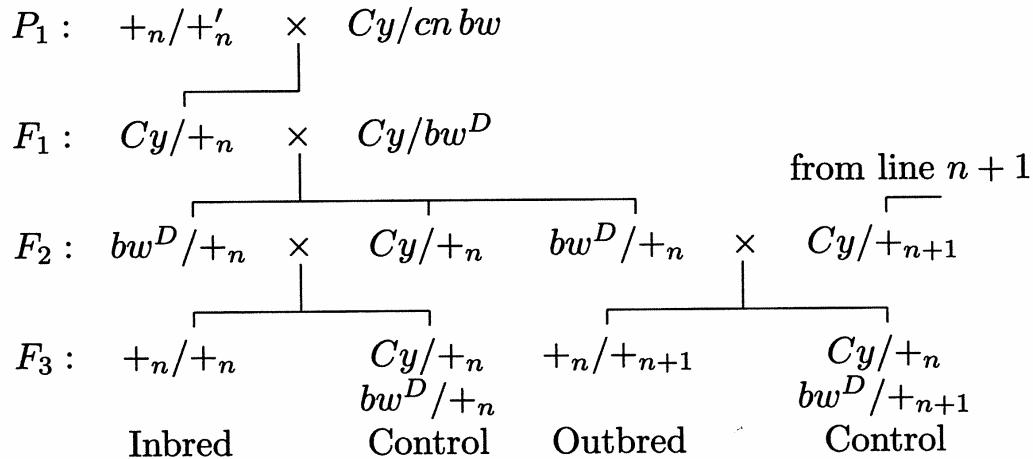 P₁ : +ₙ/+′ₙ × Cy/cn bw
F₁ : Cy/+ₙ × Cy/bwᴰ
from line n + 1
F₂ : bwᴰ/+ₙ × Cy/+ₙ bwᴰ/+ₙ × Cy/+ₙ₊₁
F₃ : +ₙ/+ₙ Cy/+ₙ +ₙ/+ₙ₊₁ Cy/+ₙ
bwᴰ/+ₙ bwᴰ/+ₙ₊₁
Inbred Control Outbred Control